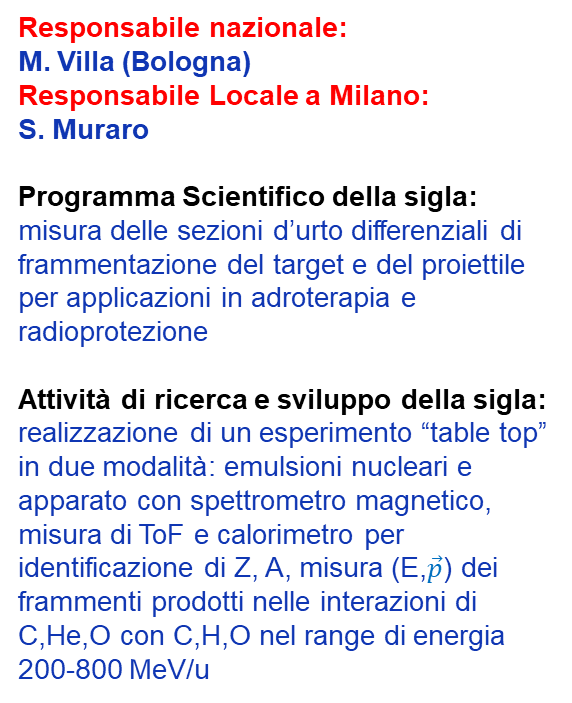 Responsabile nazionale:
M. Villa (Bologna)
Responsabile Locale a Milano:
S. Muraro
Programma Scientifico della sigla:
misura delle sezioni d’urto differenziali di
frammentazione del target e del proiettile
per applicazioni in adroterapia e
radioprotezione
Attività di ricerca e sviluppo della sigla:
realizzazione di un esperimento “table top”
in due modalità: emulsioni nucleari e
apparato con spettrometro magnetico,
misura di ToF e calorimetro per
identificazione di Z, A, misura (E,p⃗) dei
frammenti prodotti nelle interazioni di
C,He,O con C,H,O nel range di energia
200-800 MeV/u